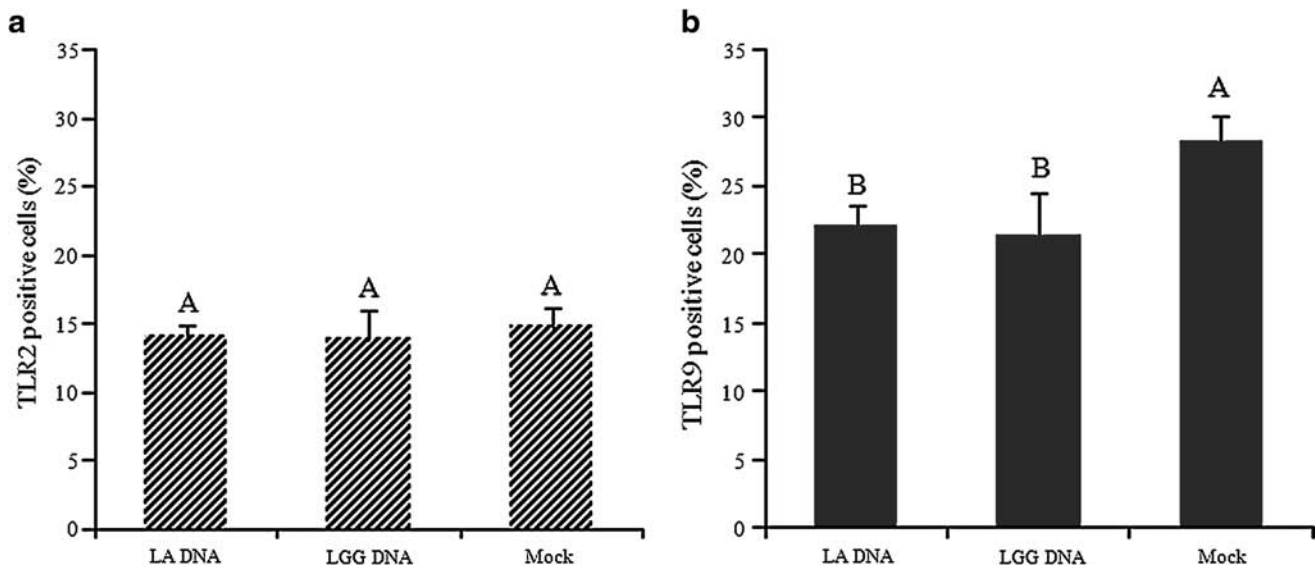 a
TLR2 positive cells (%)
35
30
25
20
15
10
5
0
A
A
A
LA DNA
LGG DNA
Mock
b
TLR9 positive cells (%)
35
30
25
20
15
10
5
0
B
B
A
LA DNA
LGG DNA
Mock